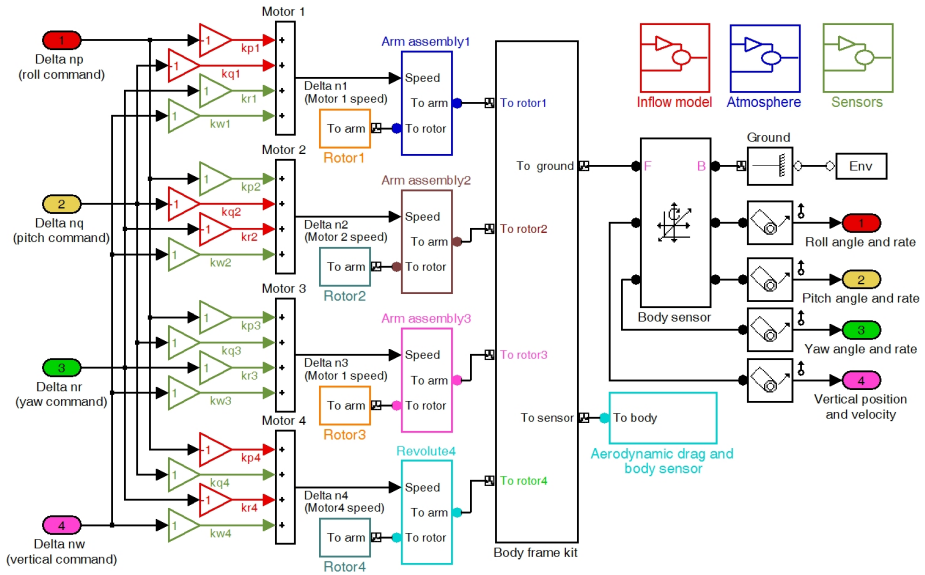 Motor 1
1
Delta np
(roll command)
-1
kp1
+
-1
kq1
+
1
kr1
+
1
kw1
+
Delta n1
(Motor 1 speed)
To arm
Rotor1
Arm assembly1
Speed
To arm
To rotor
Motor 2
2
Delta nq
(pitch command)
1
kp2
+
-1
kq2
+
-1
kr2
+
1
kw2
+
Delta n2
(Motor 2 speed)
To arm
Rotor2
Arm assembly2
Speed
To arm
To rotor
Motor 3
3
Delta nr
(yaw command)
1
kp3
+
1
kq3
+
1
kr3
+
1
kw3
+
Delta n3
(Motor 1 speed)
To arm
Rotor3
Arm assembly3
Speed
To arm
To rotor
Motor 4
4
Delta nw
(vertical command)
-1
kp4
+
1
kq4
+
-1
kr4
+
1
kw4
+
Delta n4
(Motor4 speed)
To arm
Rotor4
Revolute4
Speed
To arm
To rotor
To rotor1
To ground
To rotor2
To rotor3
To sensor
To rotor4
Body frame kit
Inflow model
Atmosphere
Sensors
F
B
Body sensor
Ground
Env
1
Roll angle and rate
2
Pitch angle and rate
3
Yaw angle and rate
4
Vertical position
and velocity
To body
Aerodynamic drag and
body sensor